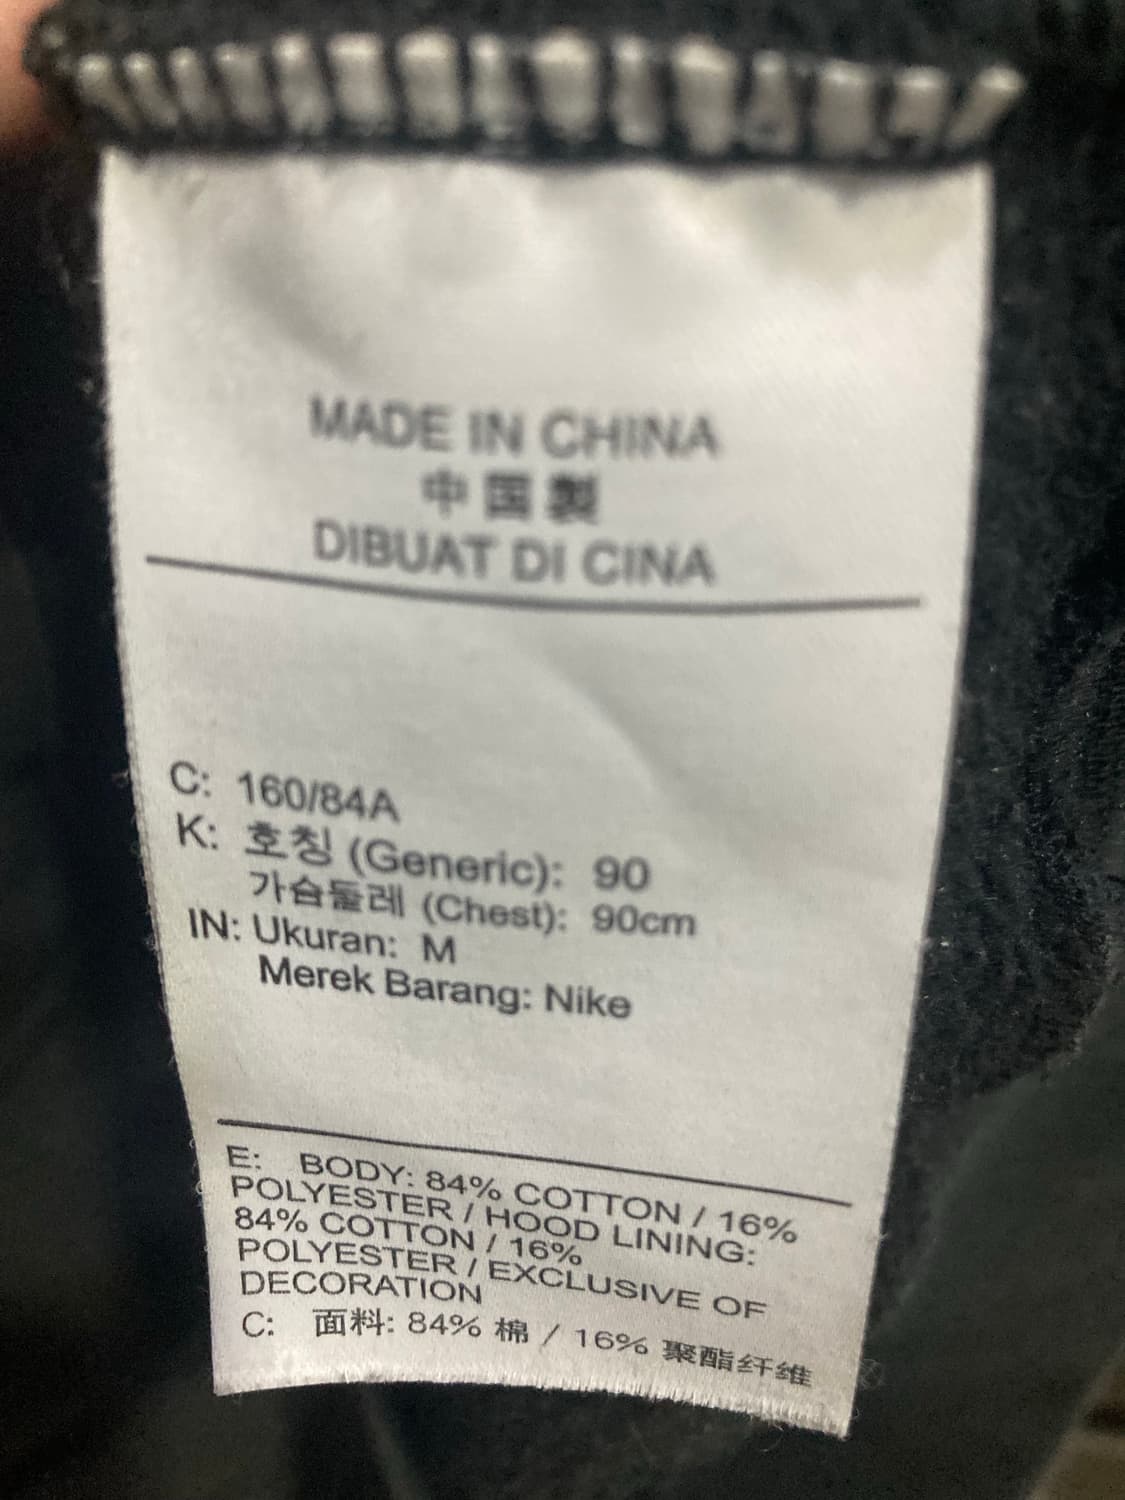 MADE IN CHINA
中国製
DIBUAT DI CINA
C: 160/84A
K: 호칭 (Generic): 90
가슴둘레 (Chest): 90cm
IN: Ukuran: M
Merek Barang: Nike
E: BODY: 84% COTTON / 16%
POLYESTER / HOOD LINING:
84% COTTON / 16%
POLYESTER / EXCLUSIVE OF
DECORATION
C: 面料: 84% 棉 / 16% 聚酯纤维